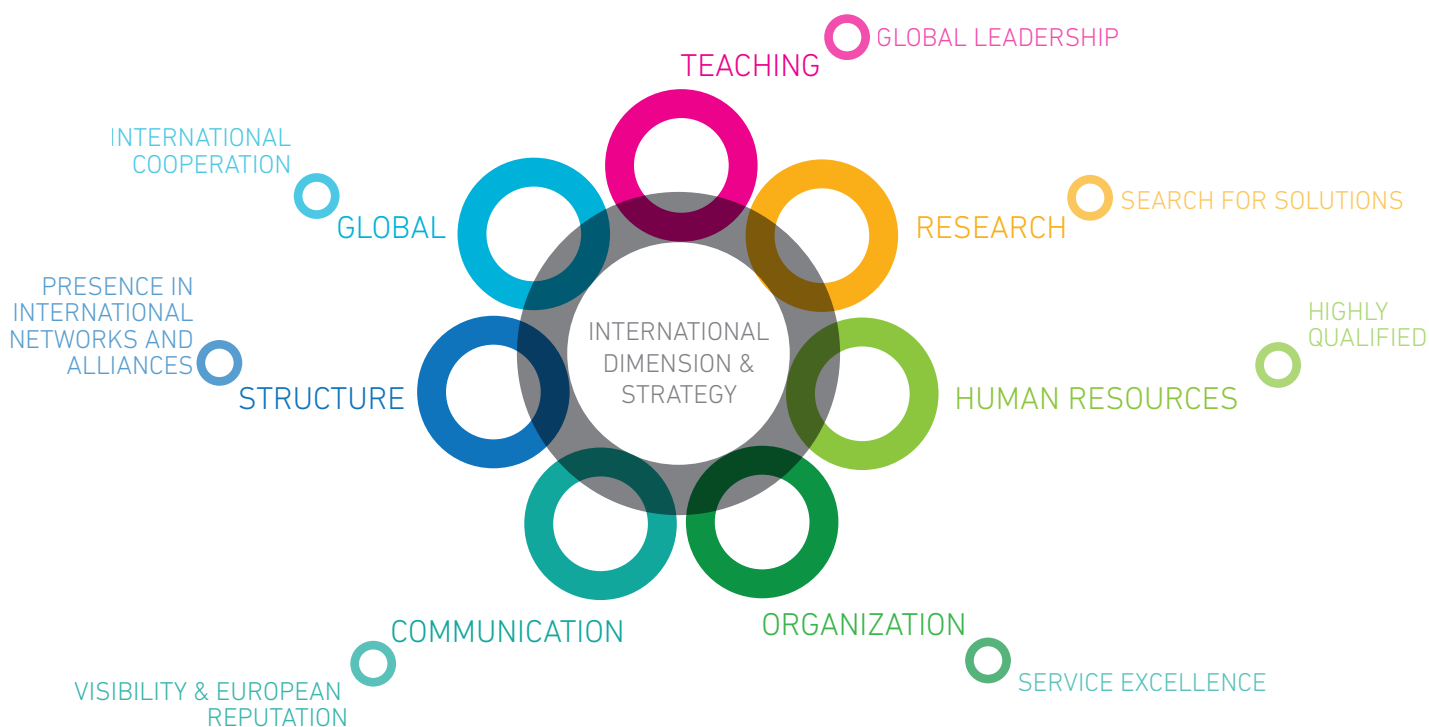 GLOBAL LEADERSHIP
TEACHING
INTERNATIONAL
COOPERATION
GLOBAL
RESEARCH
SEARCH FOR SOLUTIONS
PRESENCE IN
INTERNATIONAL
NETWORKS AND
ALLIANCES
STRUCTURE
INTERNATIONAL
DIMENSION &
STRATEGY
HIGHLY
QUALIFIED
HUMAN RESOURCES
COMMUNICATION
VISIBILITY & EUROPEAN
REPUTATION
ORGANIZATION
SERVICE EXCELLENCE